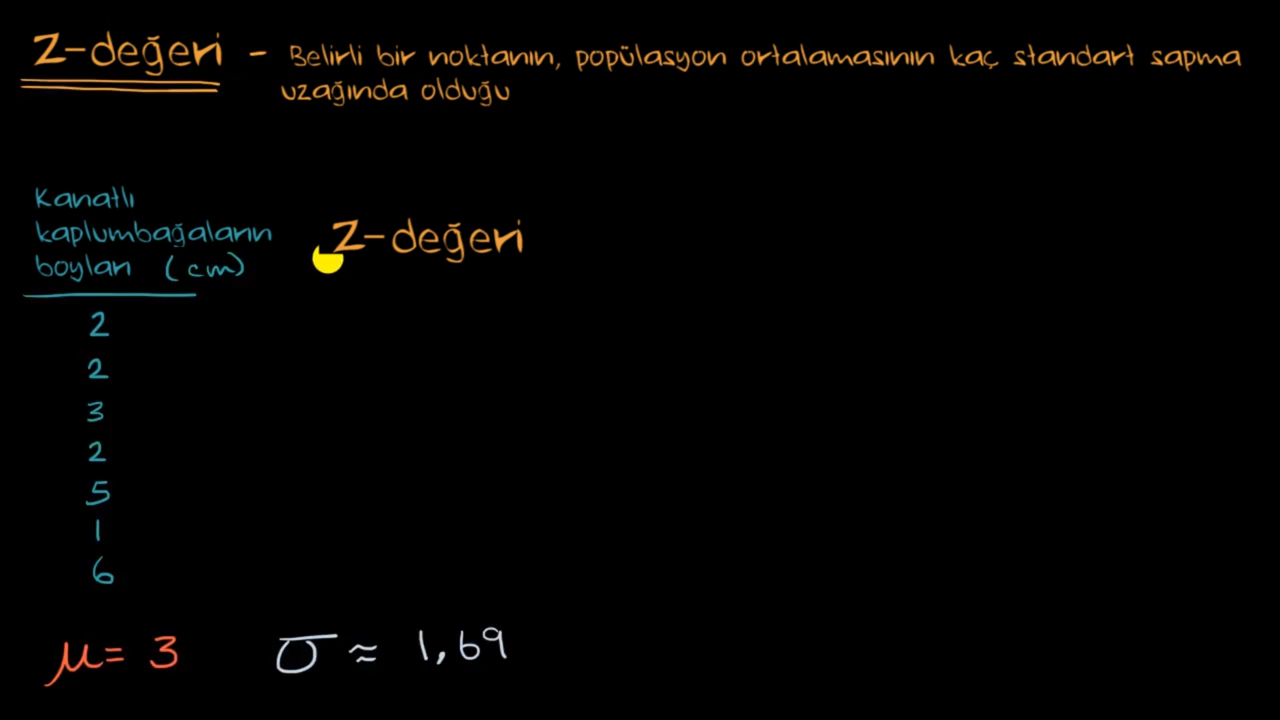 Z-değeri - Belirli bir noktanın, popülasyon ortalamasının kaç standart sapma
uzağında olduğu
Kanatlı
kaplumbağaların
boyları (cm)
Z-değeri
2
2
3
2
5
1
6
μ = 3
σ ≈ 1,69